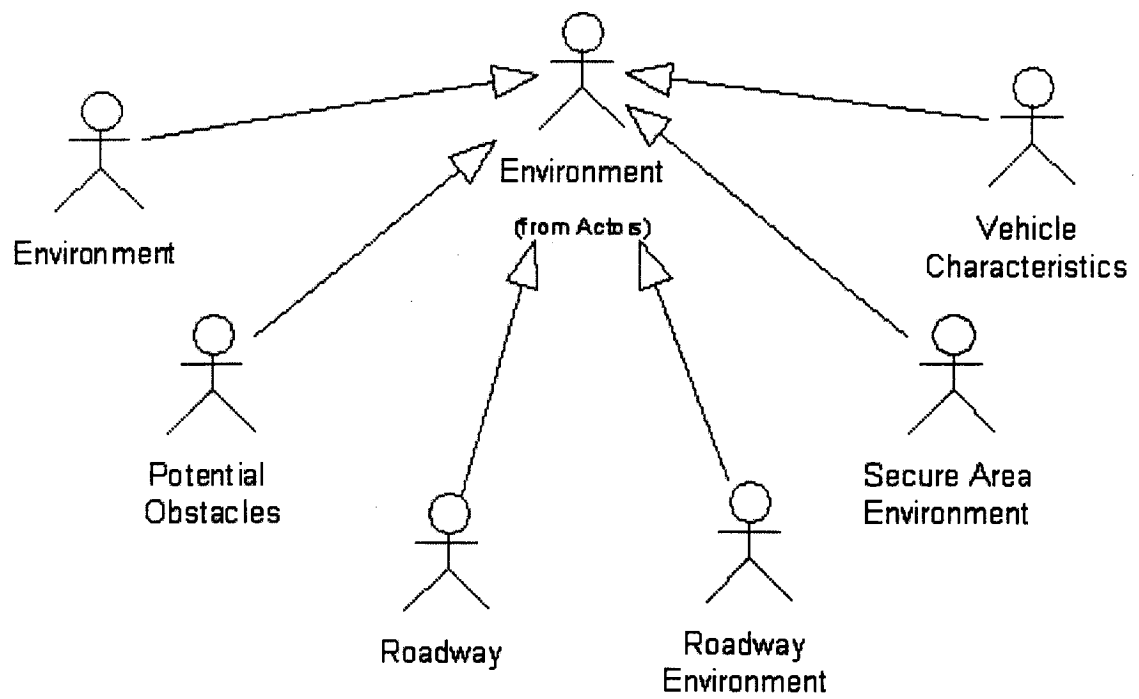 Environment
(from Actors)
Environment
Vehicle
Characteristics
Potential
Obstacles
Secure Area
Environment
Roadway
Roadway
Environment